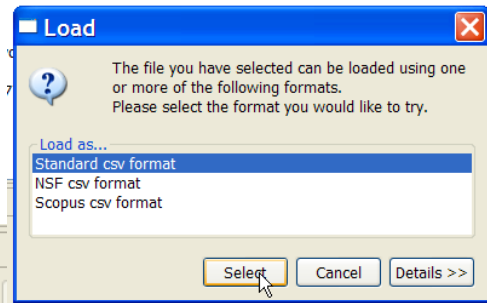 Load
The file you have selected can be loaded using one
or more of the following formats.
Please select the format you would like to try.
Load as...
Standard csv format
NSF csv format
Scopus csv format
Select
Cancel
Details >>